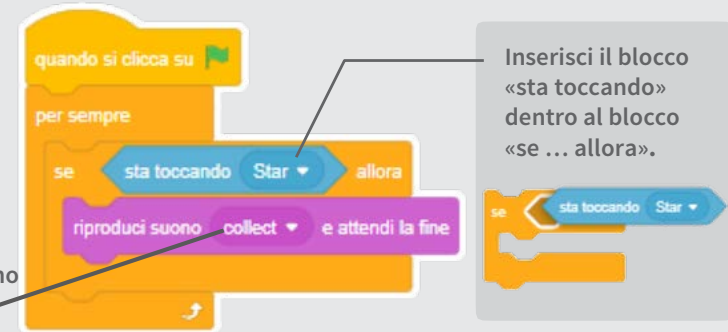 quando si clicca su
per sempre
se sta toccando Star allora
riproduci suono collect e attendi la fine
Inserisci il blocco
«sta toccando»
dentro al blocco
«se … allora».
se sta toccando Star